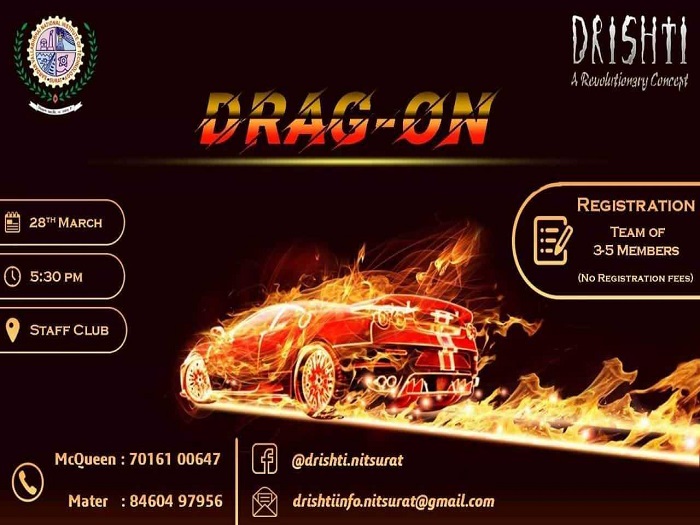 DRISHTI
A Revolutionary Concept
DRAG-ON
28TH MARCH
5:30 PM
STAFF CLUB
REGISTRATION
TEAM OF
3-5 MEMBERS
(NO REGISTRATION FEES)
McQueen : 70161 00647
Mater : 84604 97956
@drishti.nitsurat
drishtiinfo.nitsurat@gmail.com